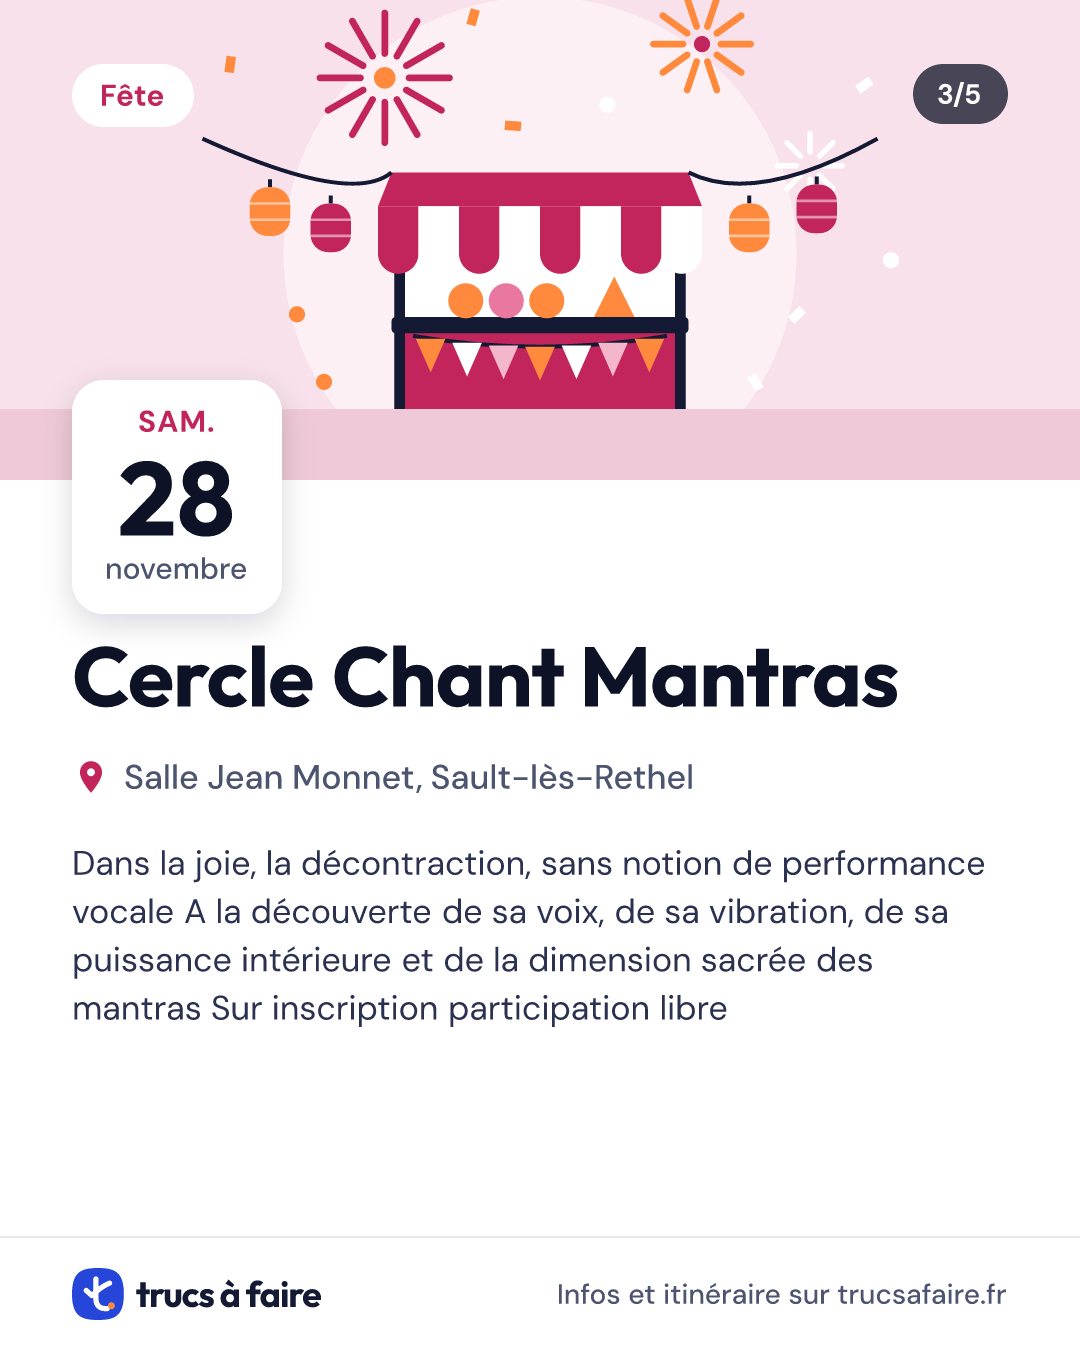 Fête
3/5
SAM.
28
novembre
Cercle Chant Mantras
Salle Jean Monnet, Sault-lès-Rethel
Dans la joie, la décontraction, sans notion de performance
vocale A la découverte de sa voix, de sa vibration, de sa
puissance intérieure et de la dimension sacrée des
mantras Sur inscription participation libre
trucs à faire
Infos et itinéraire sur trucsafaire.fr